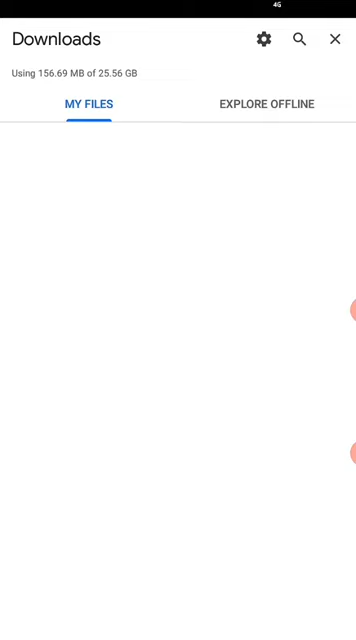 4G
Downloads
Using 156.69 MB of 25.56 GB
MY FILES
EXPLORE OFFLINE